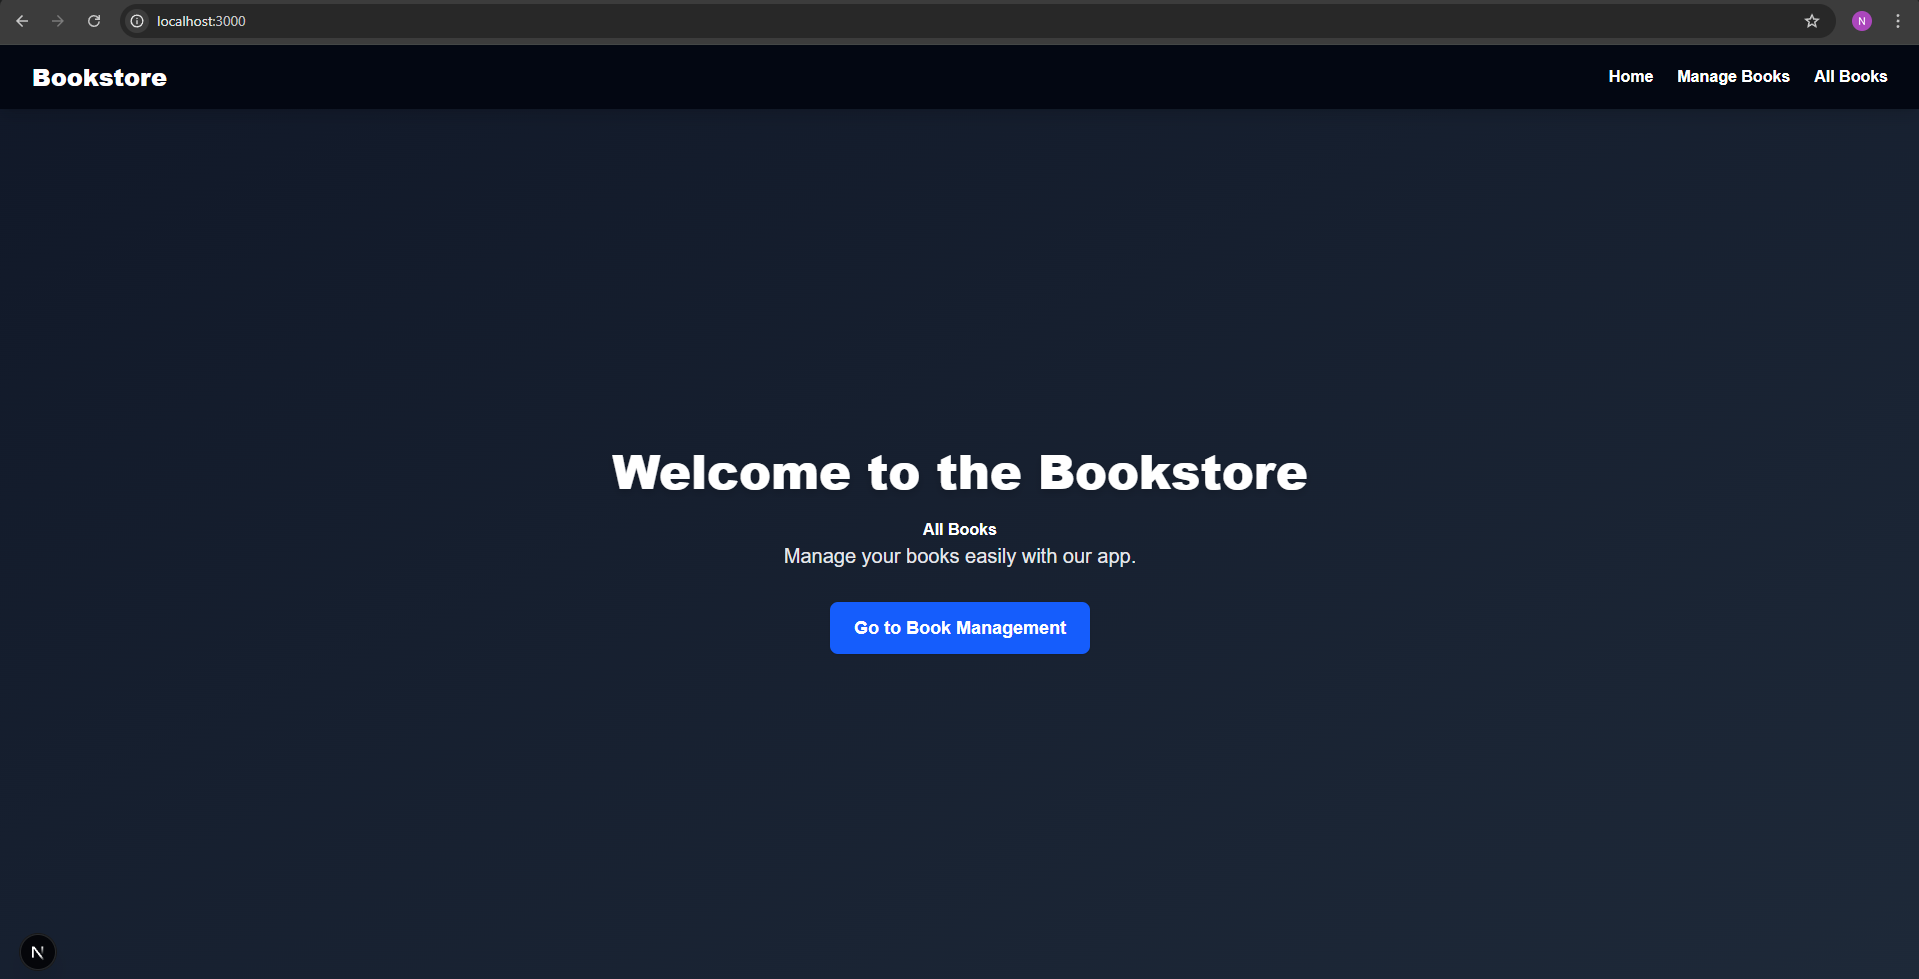 localhost:3000
N
Bookstore
Home Manage Books All Books
Welcome to the Bookstore
All Books
Manage your books easily with our app.
Go to Book Management
N